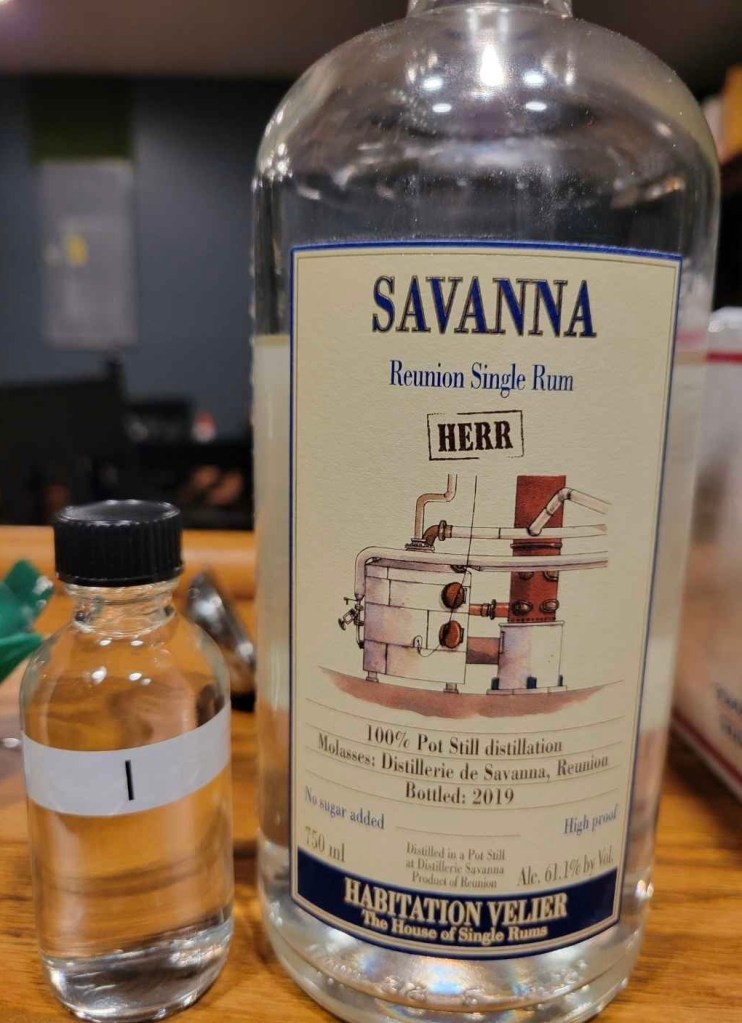 SAVANNA
Reunion Single Rum
HERR
100% Pot Still distillation
Molasses: Distillerie de Savanna, Reunion
Bottled: 2019
No sugar added
High proof
750 ml
Distilled in a Pot Still
at Distillerie Savanna
Product of Reunion
Alc. 61.1% by Vol.
HABITATION VELIER
The House of Single Rums
I